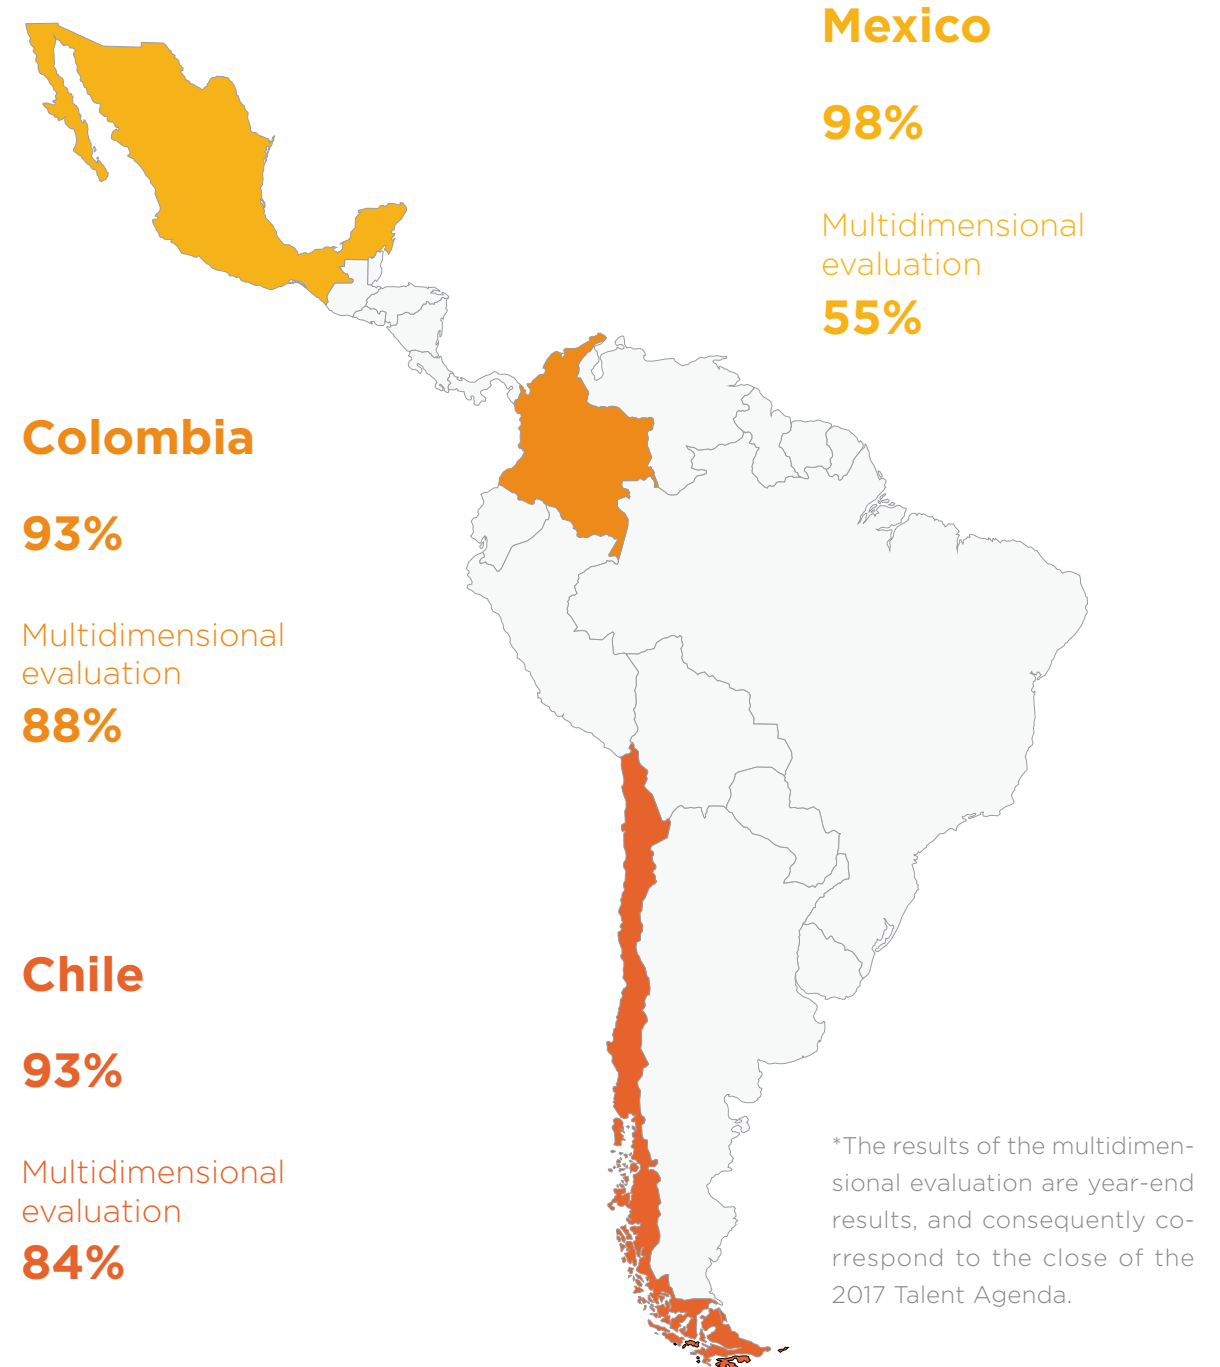 Mexico
98%
Multidimensional
evaluation
55%
Colombia
93%
Multidimensional
evaluation
88%
Chile
93%
Multidimensional
evaluation
84%
*The results of the multidimen-
sional evaluation are year-end
results, and consequently co-
rrespond to the close of the
2017 Talent Agenda.